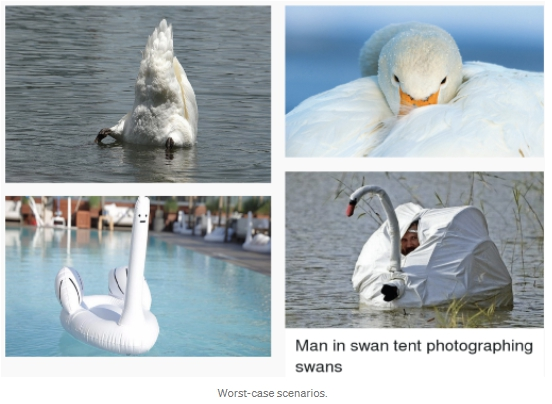 Man in swan tent photographing
swans
Worst-case scenarios.